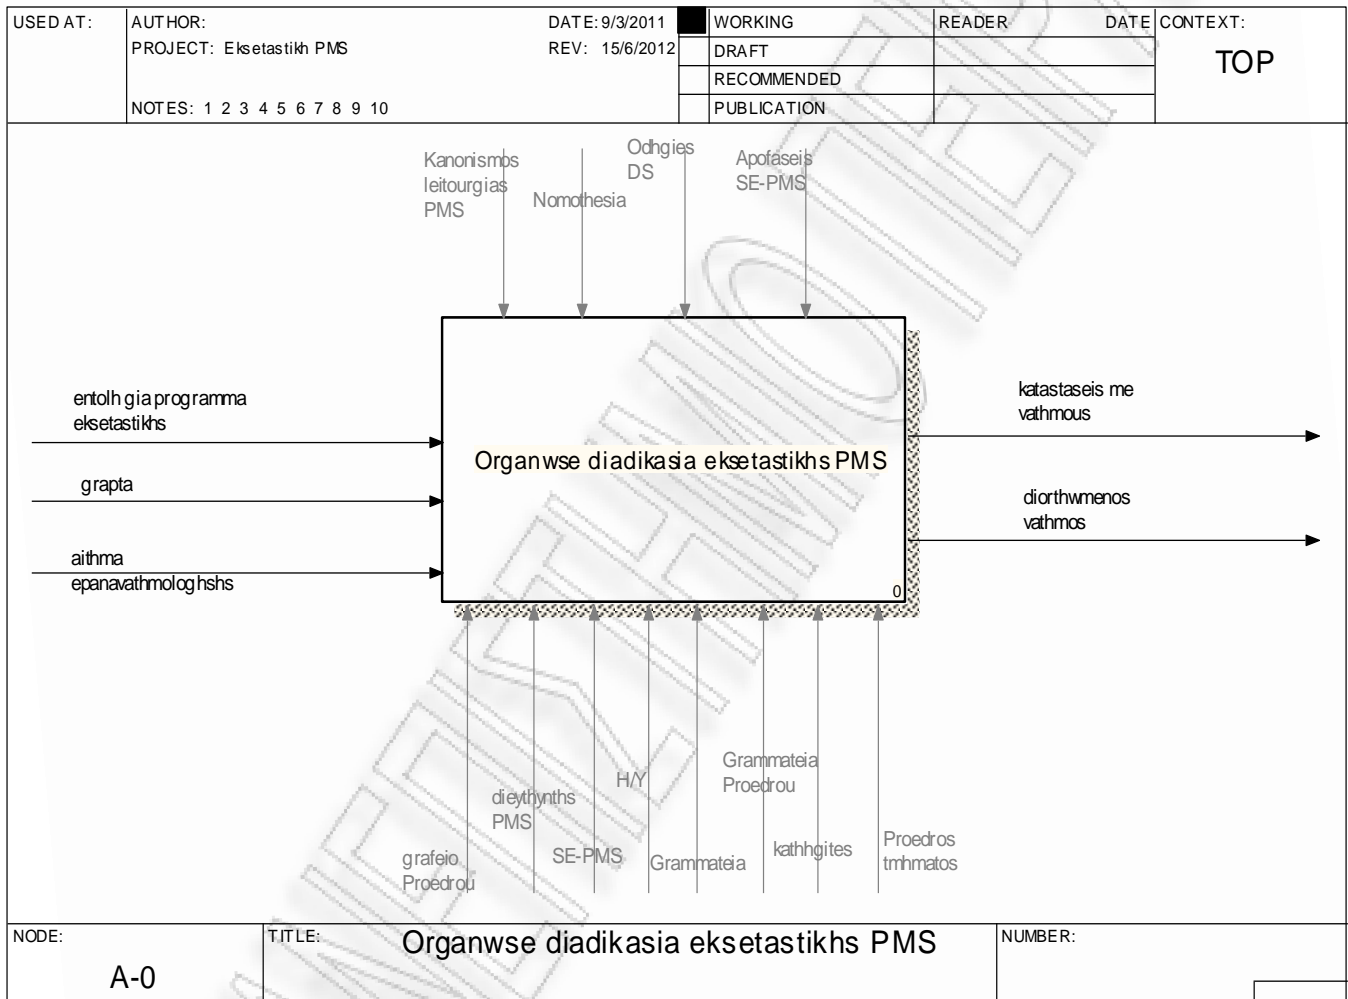 USED AT:
AUTHOR:
DATE: 9/3/2011
WORKING
READER
DATE
CONTEXT:
PROJECT: Eksetastikh PMS
REV: 15/6/2012
DRAFT
TOP
RECOMMENDED
NOTES: 1 2 3 4 5 6 7 8 9 10
PUBLICATION
Kanonismos
leitourgias
PMS
Nomothesia
Odhgies
DS
Apofaseis
SE-PMS
entolh gia programma
eksetastikhs
grapta
aithma
epanavathmologhshs
Organwse diadikasia eksetastikhs PMS
0
katastaseis me
vathmous
diorthwmenos
vathmos
grafeio
Proedrou
dieythynths
PMS
SE-PMS
H/Y
Grammateia
Grammateia
Proedrou
kathhgites
Proedros
tmhmatos
NODE:
A-0
TITLE:
Organwse diadikasia eksetastikhs PMS
NUMBER: